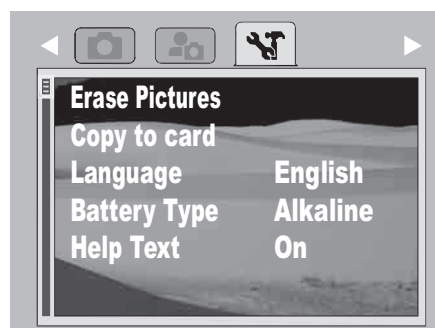 Erase Pictures
Copy to card
Language English
Battery Type Alkaline
Help Text On